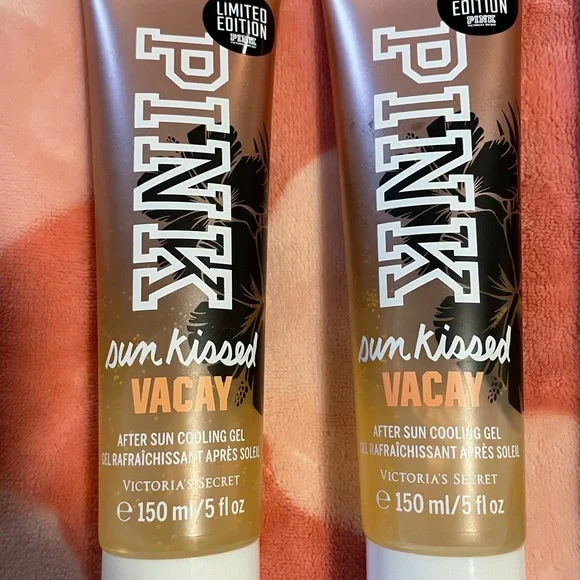 LIMITED
EDITION
PINK
PINK
sun kissed
VACAY
AFTER SUN COOLING GEL
GEL RAFRAÎCHISSANT APRÈS SOLEIL
VICTORIA'S SECRET
e 150 ml/5 fl oz
EDITION
PINK
PINK
sun kissed
VACAY
AFTER SUN COOLING GEL
GEL RAFRAÎCHISSANT APRÈS SOLEIL
VICTORIA'S SECRET
e 150 ml/5 fl oz